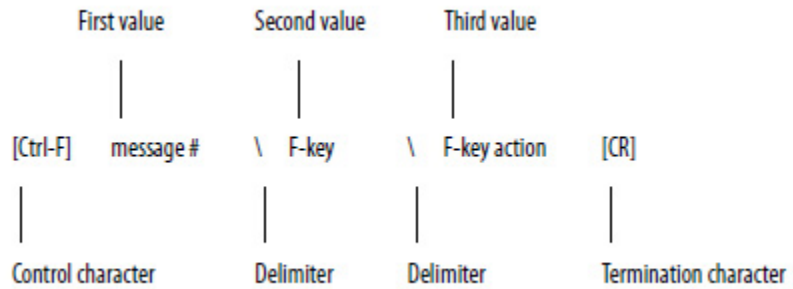 First value Second value Third value
[Ctrl-F] message # \ F-key \ F-key action [CR]
Control character Delimiter Delimiter Termination character